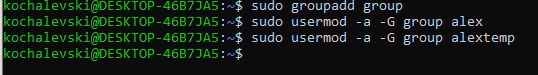 kochalevski@DESKTOP-46B7JA5:~$ sudo groupadd group
kochalevski@DESKTOP-46B7JA5:~$ sudo usermod -a -G group alex
kochalevski@DESKTOP-46B7JA5:~$ sudo usermod -a -G group alextemp
kochalevski@DESKTOP-46B7JA5:~$